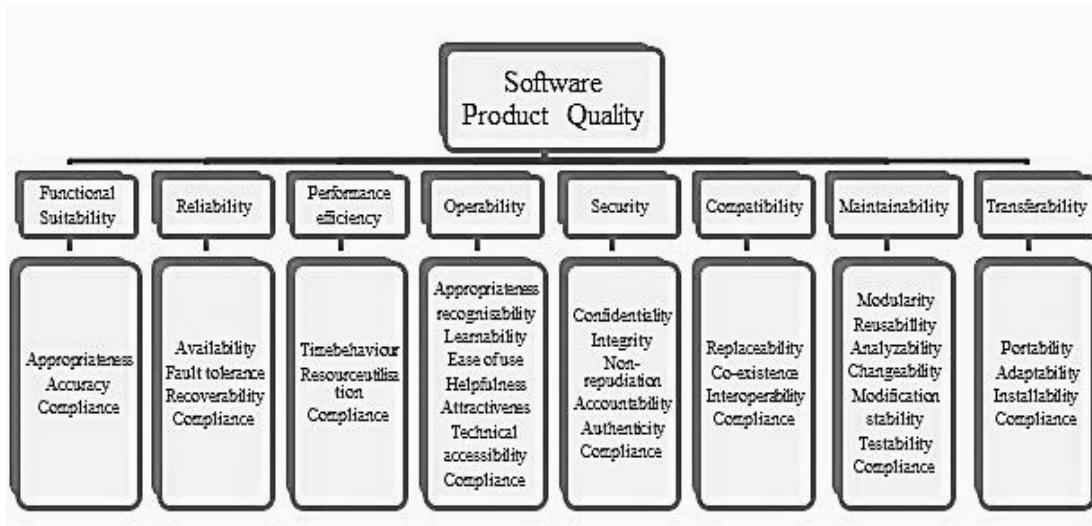 Software
Product Quality
Functional
Suitability
Reliability
Performance
efficiency
Operability
Security
Compatibility
Maintainability
Transferability
Appropriateness
Accuracy
Compliance
Availability
Fault tolerance
Recoverability
Compliance
Timebehaviour
Resourceutilisa
tion
Compliance
Appropriateness
recognisability
Learnability
Ease of use
Helpfulness
Attractivenes
Technical
accessibility
Compliance
Confidentiality
Integrity
Non-
repudiation
Accountability
Authenticity
Compliance
Replaceability
Co-existence
Interoperability
Compliance
Modularity
Reusability
Analyzability
Changeability
Modification
stability
Testability
Compliance
Portability
Adaptability
Installability
Compliance